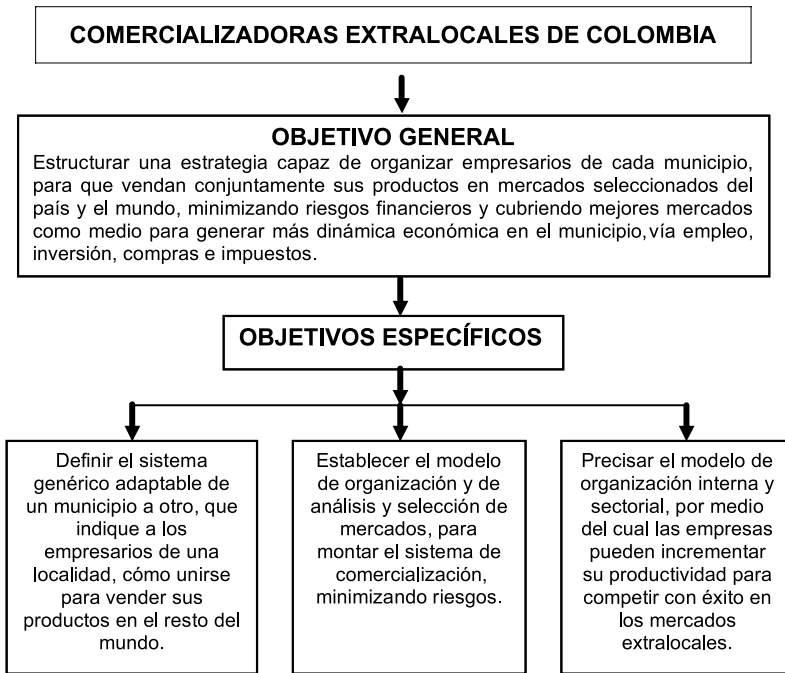 COMERCIALIZADORAS EXTRALOCALES DE COLOMBIA
OBJETIVO GENERAL
Estructurar una estrategia capaz de organizar empresarios de cada municipio,
para que vendan conjuntamente sus productos en mercados seleccionados del
país y el mundo, minimizando riesgos financieros y cubriendo mejores mercados
como medio para generar más dinámica económica en el municipio, vía empleo,
inversión, compras e impuestos.
OBJETIVOS ESPECÍFICOS
Definir el sistema
genérico adaptable de
un municipio a otro, que
indique a los
empresarios de una
localidad, cómo unirse
para vender sus
productos en el resto del
mundo.
Establecer el modelo
de organización y de
análisis y selección de
mercados, para
montar el sistema de
comercialización,
minimizando riesgos.
Precisar el modelo de
organización interna y
sectorial, por medio
del cual las empresas
pueden incrementar
su productividad para
competir con éxito en
los mercados
extralocales.